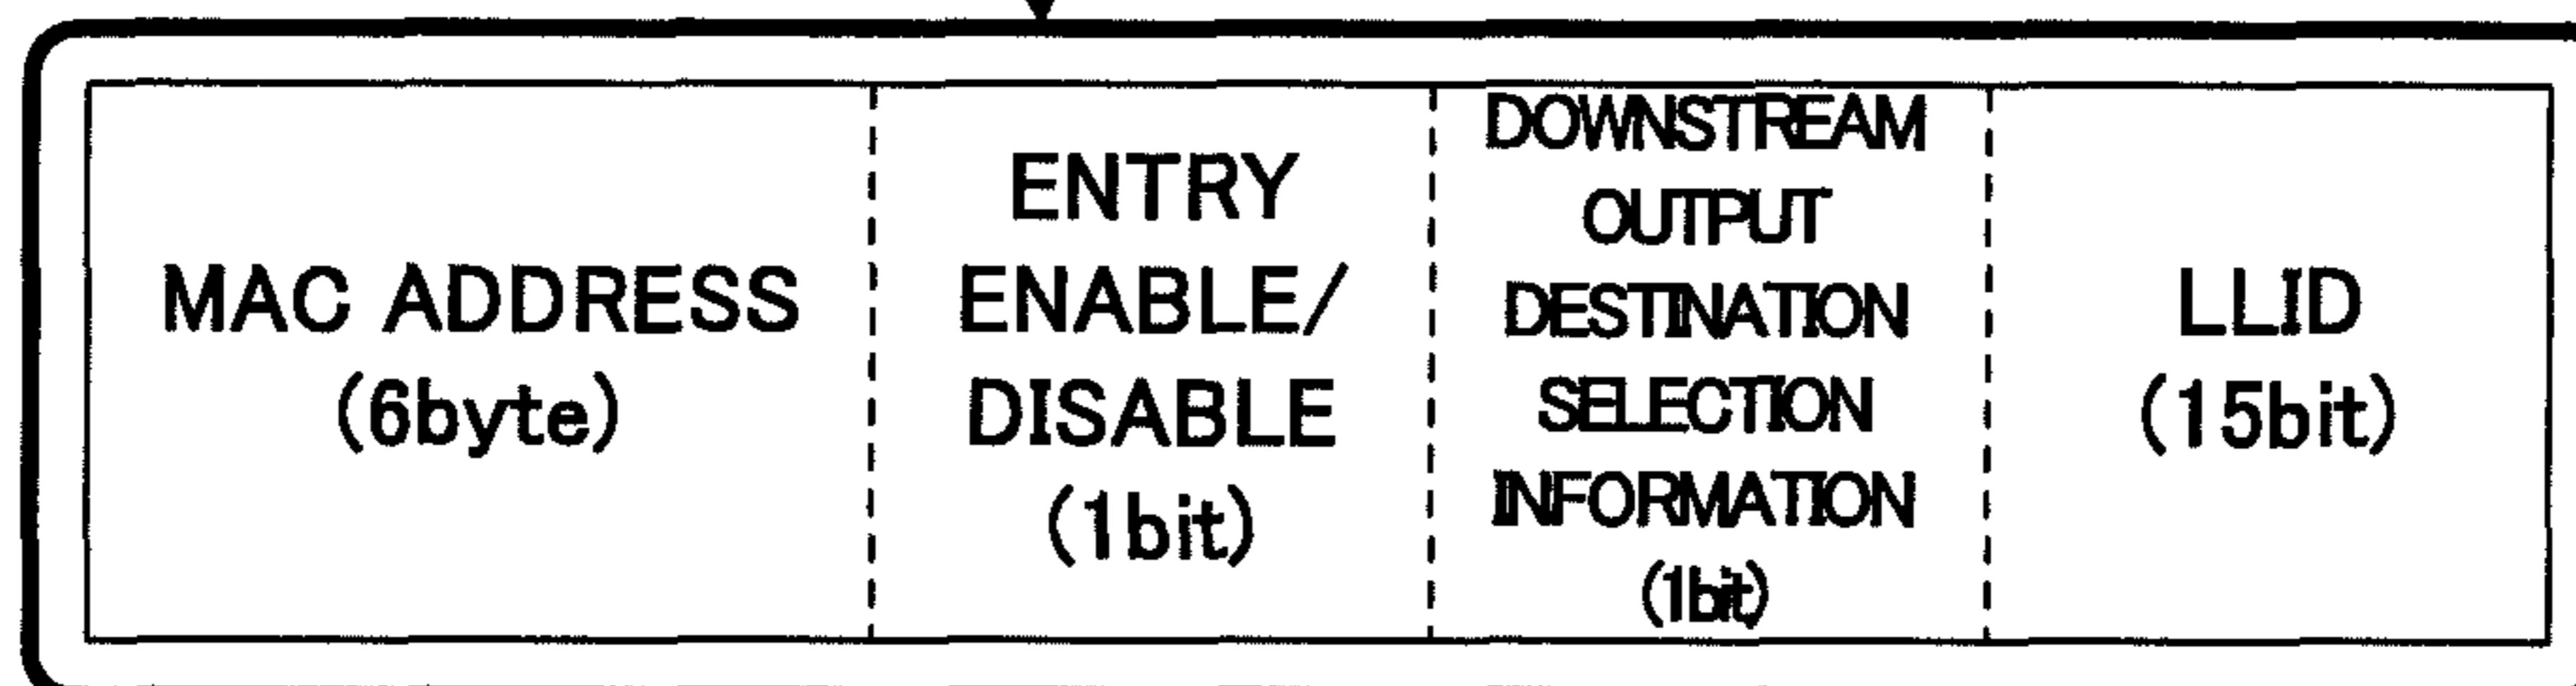 MAC ADDRESS
(6byte)
ENTRY
ENABLE/
DISABLE
(1bit)
DOWNSTREAM
OUTPUT
DESTINATION
SELECTION
INFORMATION
(1bit)
LLID
(15bit)